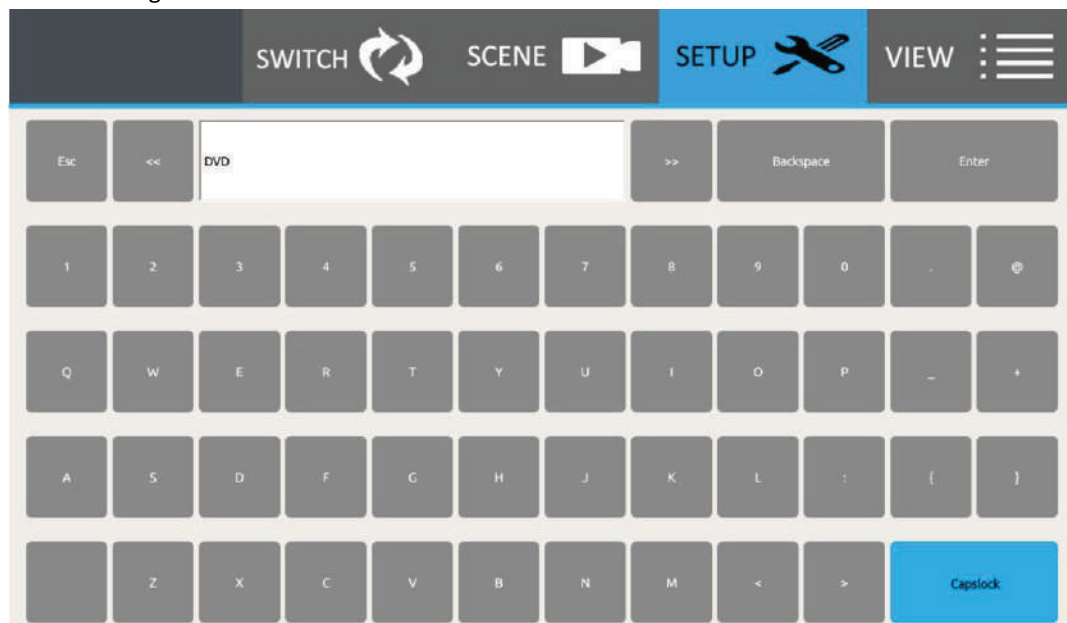 SWITCH SCENE SETUP VIEW
Esc << DVD >> Backspace Enter
1 2 3 4 5 6 7 8 9 0 . @
Q W E R T Y U I O P _ +
A S D F G H J K L : { }
Z X C V B N M < > Capslock